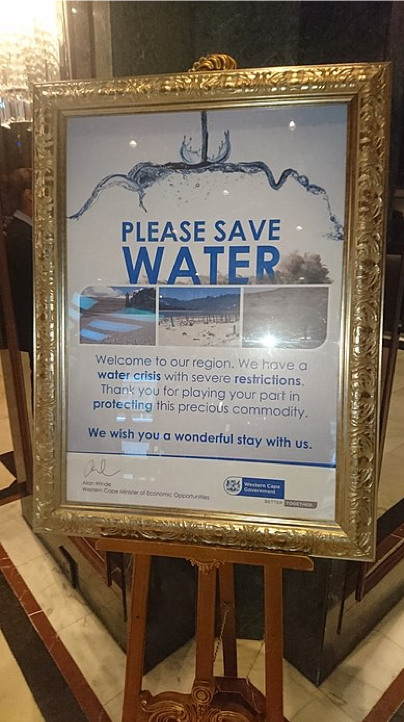 PLEASE SAVE
WATER
Welcome to our region. We have a
water crisis with severe restrictions.
Thank you for playing your part in
protecting this precious commodity.
We wish you a wonderful stay with us.
Alan Winde
Western Cape Minister of Economic Opportunities
Western Cape
Government
BETTER TOGETHER.